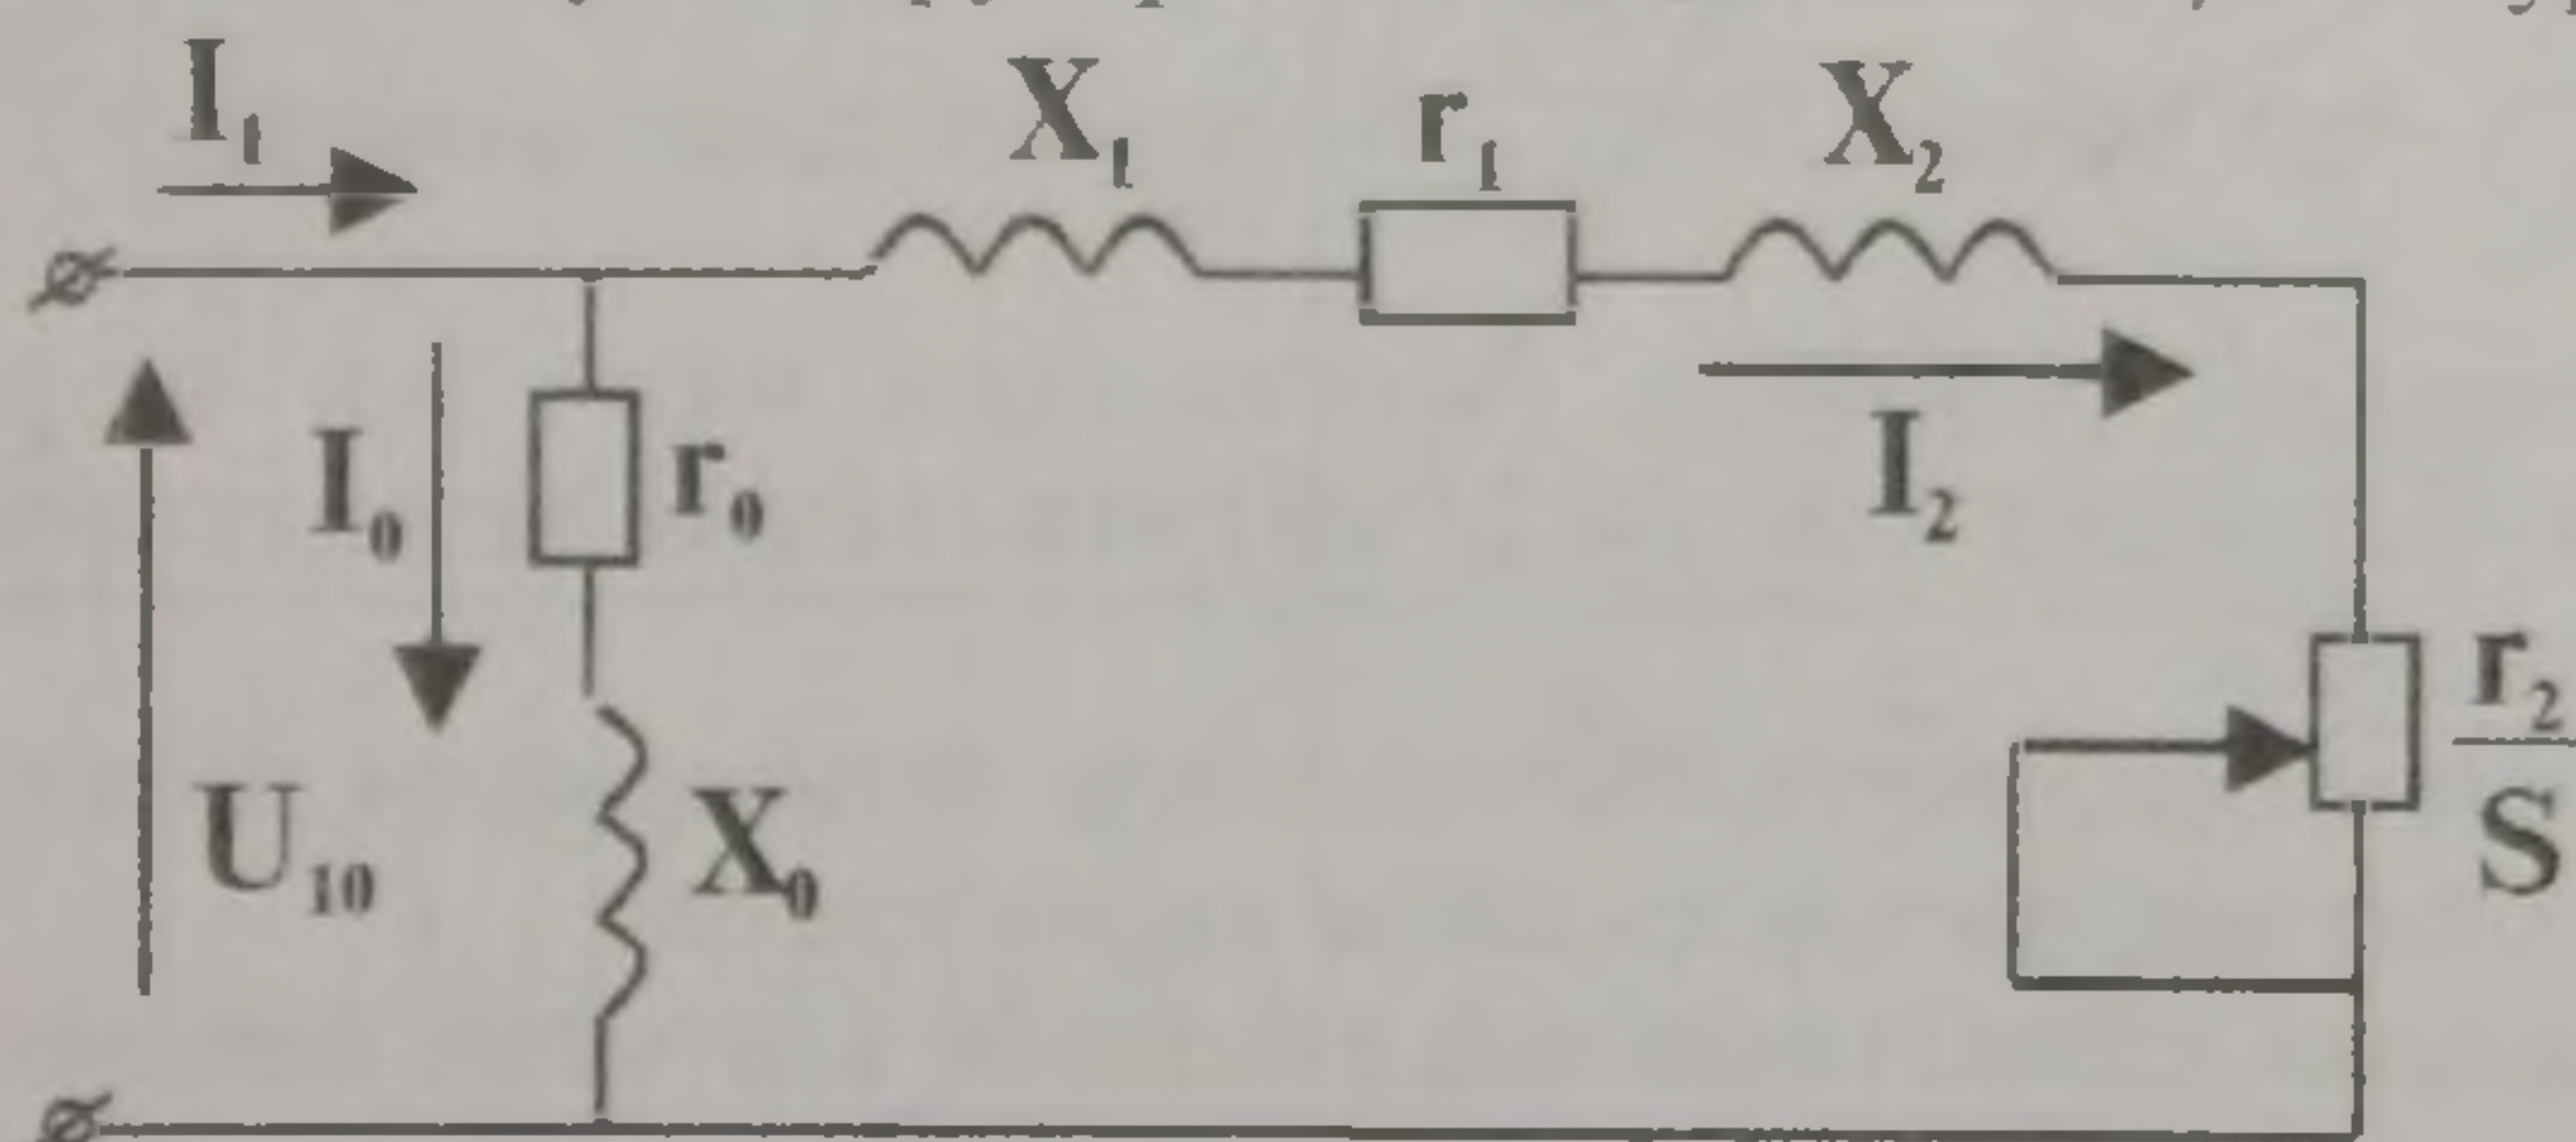 I₁
X₁
r₁
X₂
I₀
r₀
I₂
U₁₀
X₀
r₂
S